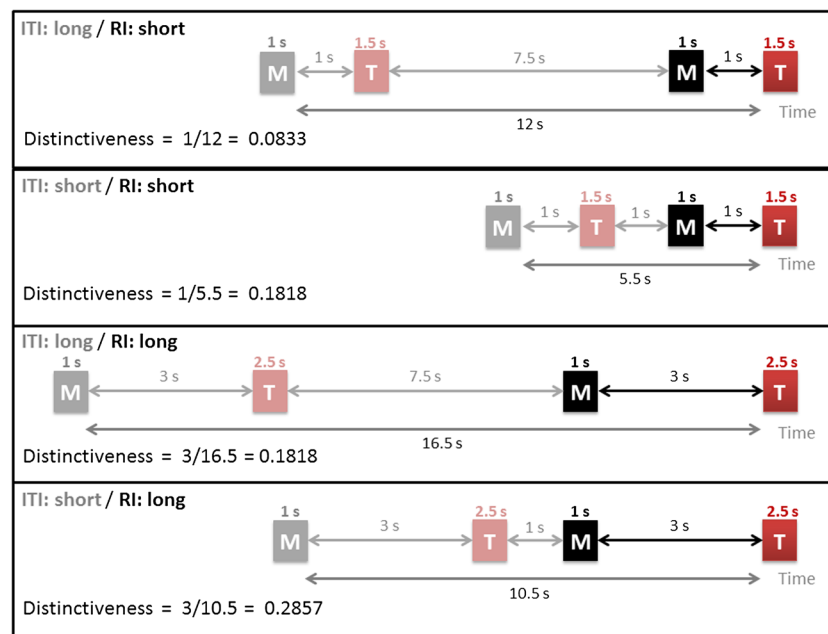 ITI: long / RI: short
1 s 1.5 s 1 s 1.5 s
M 1 s T 7.5 s M 1 s T
12 s Time
Distinctiveness = 1/12 = 0.0833
ITI: short / RI: short
1 s 1.5 s 1 s 1.5 s
M 1 s T 1 s M 1 s T
5.5 s Time
Distinctiveness = 1/5.5 = 0.1818
ITI: long / RI: long
1 s 2.5 s 1 s 2.5 s
M 3 s T 7.5 s M 3 s T
16.5 s Time
Distinctiveness = 3/16.5 = 0.1818
ITI: short / RI: long
1 s 2.5 s 1 s 2.5 s
M 3 s T 1 s M 3 s T
10.5 s Time
Distinctiveness = 3/10.5 = 0.2857